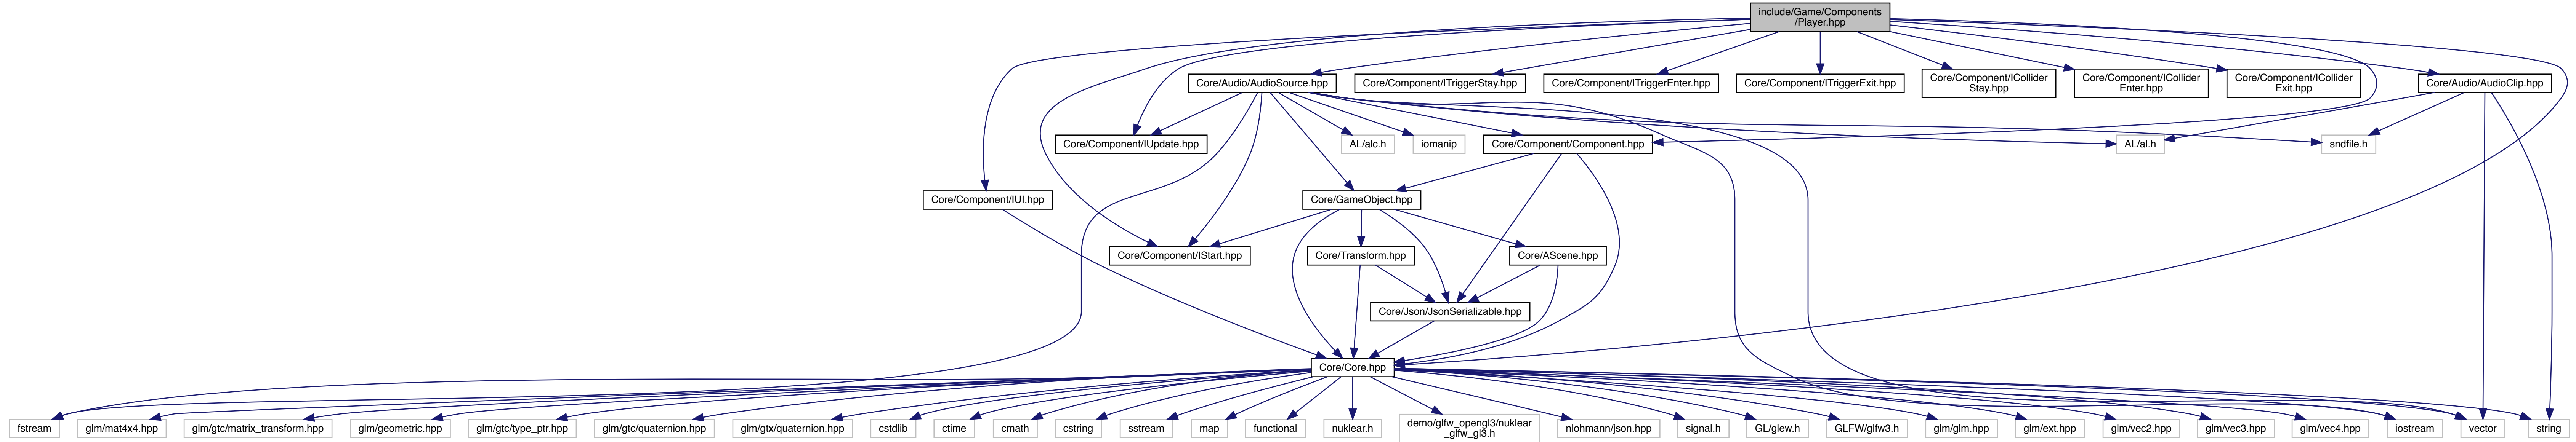 include/Game/Components
/Player.hpp
Core/Audio/AudioSource.hpp
Core/Component/ITriggerStay.hpp
Core/Component/ITriggerEnter.hpp
Core/Component/ITriggerExit.hpp
Core/Component/ICollider
Stay.hpp
Core/Component/ICollider
Enter.hpp
Core/Component/ICollider
Exit.hpp
Core/Audio/AudioClip.hpp
Core/Component/IUpdate.hpp
AL/alc.h
iomanip
Core/Component/Component.hpp
AL/al.h
sndfile.h
Core/Component/IUI.hpp
Core/GameObject.hpp
Core/Component/IStart.hpp
Core/Transform.hpp
Core/AScene.hpp
Core/Json/JsonSerializable.hpp
Core/Core.hpp
fstream
glm/mat4x4.hpp
glm/gtc/matrix_transform.hpp
glm/geometric.hpp
glm/gtc/type_ptr.hpp
glm/gtc/quaternion.hpp
glm/gtx/quaternion.hpp
cstdlib
ctime
cmath
cstring
sstream
map
functional
nuklear.h
demo/glfw_opengl3/nuklear
_glfw_gl3.h
nlohmann/json.hpp
signal.h
GL/glew.h
GLFW/glfw3.h
glm/glm.hpp
glm/ext.hpp
glm/vec2.hpp
glm/vec3.hpp
glm/vec4.hpp
iostream
vector
string